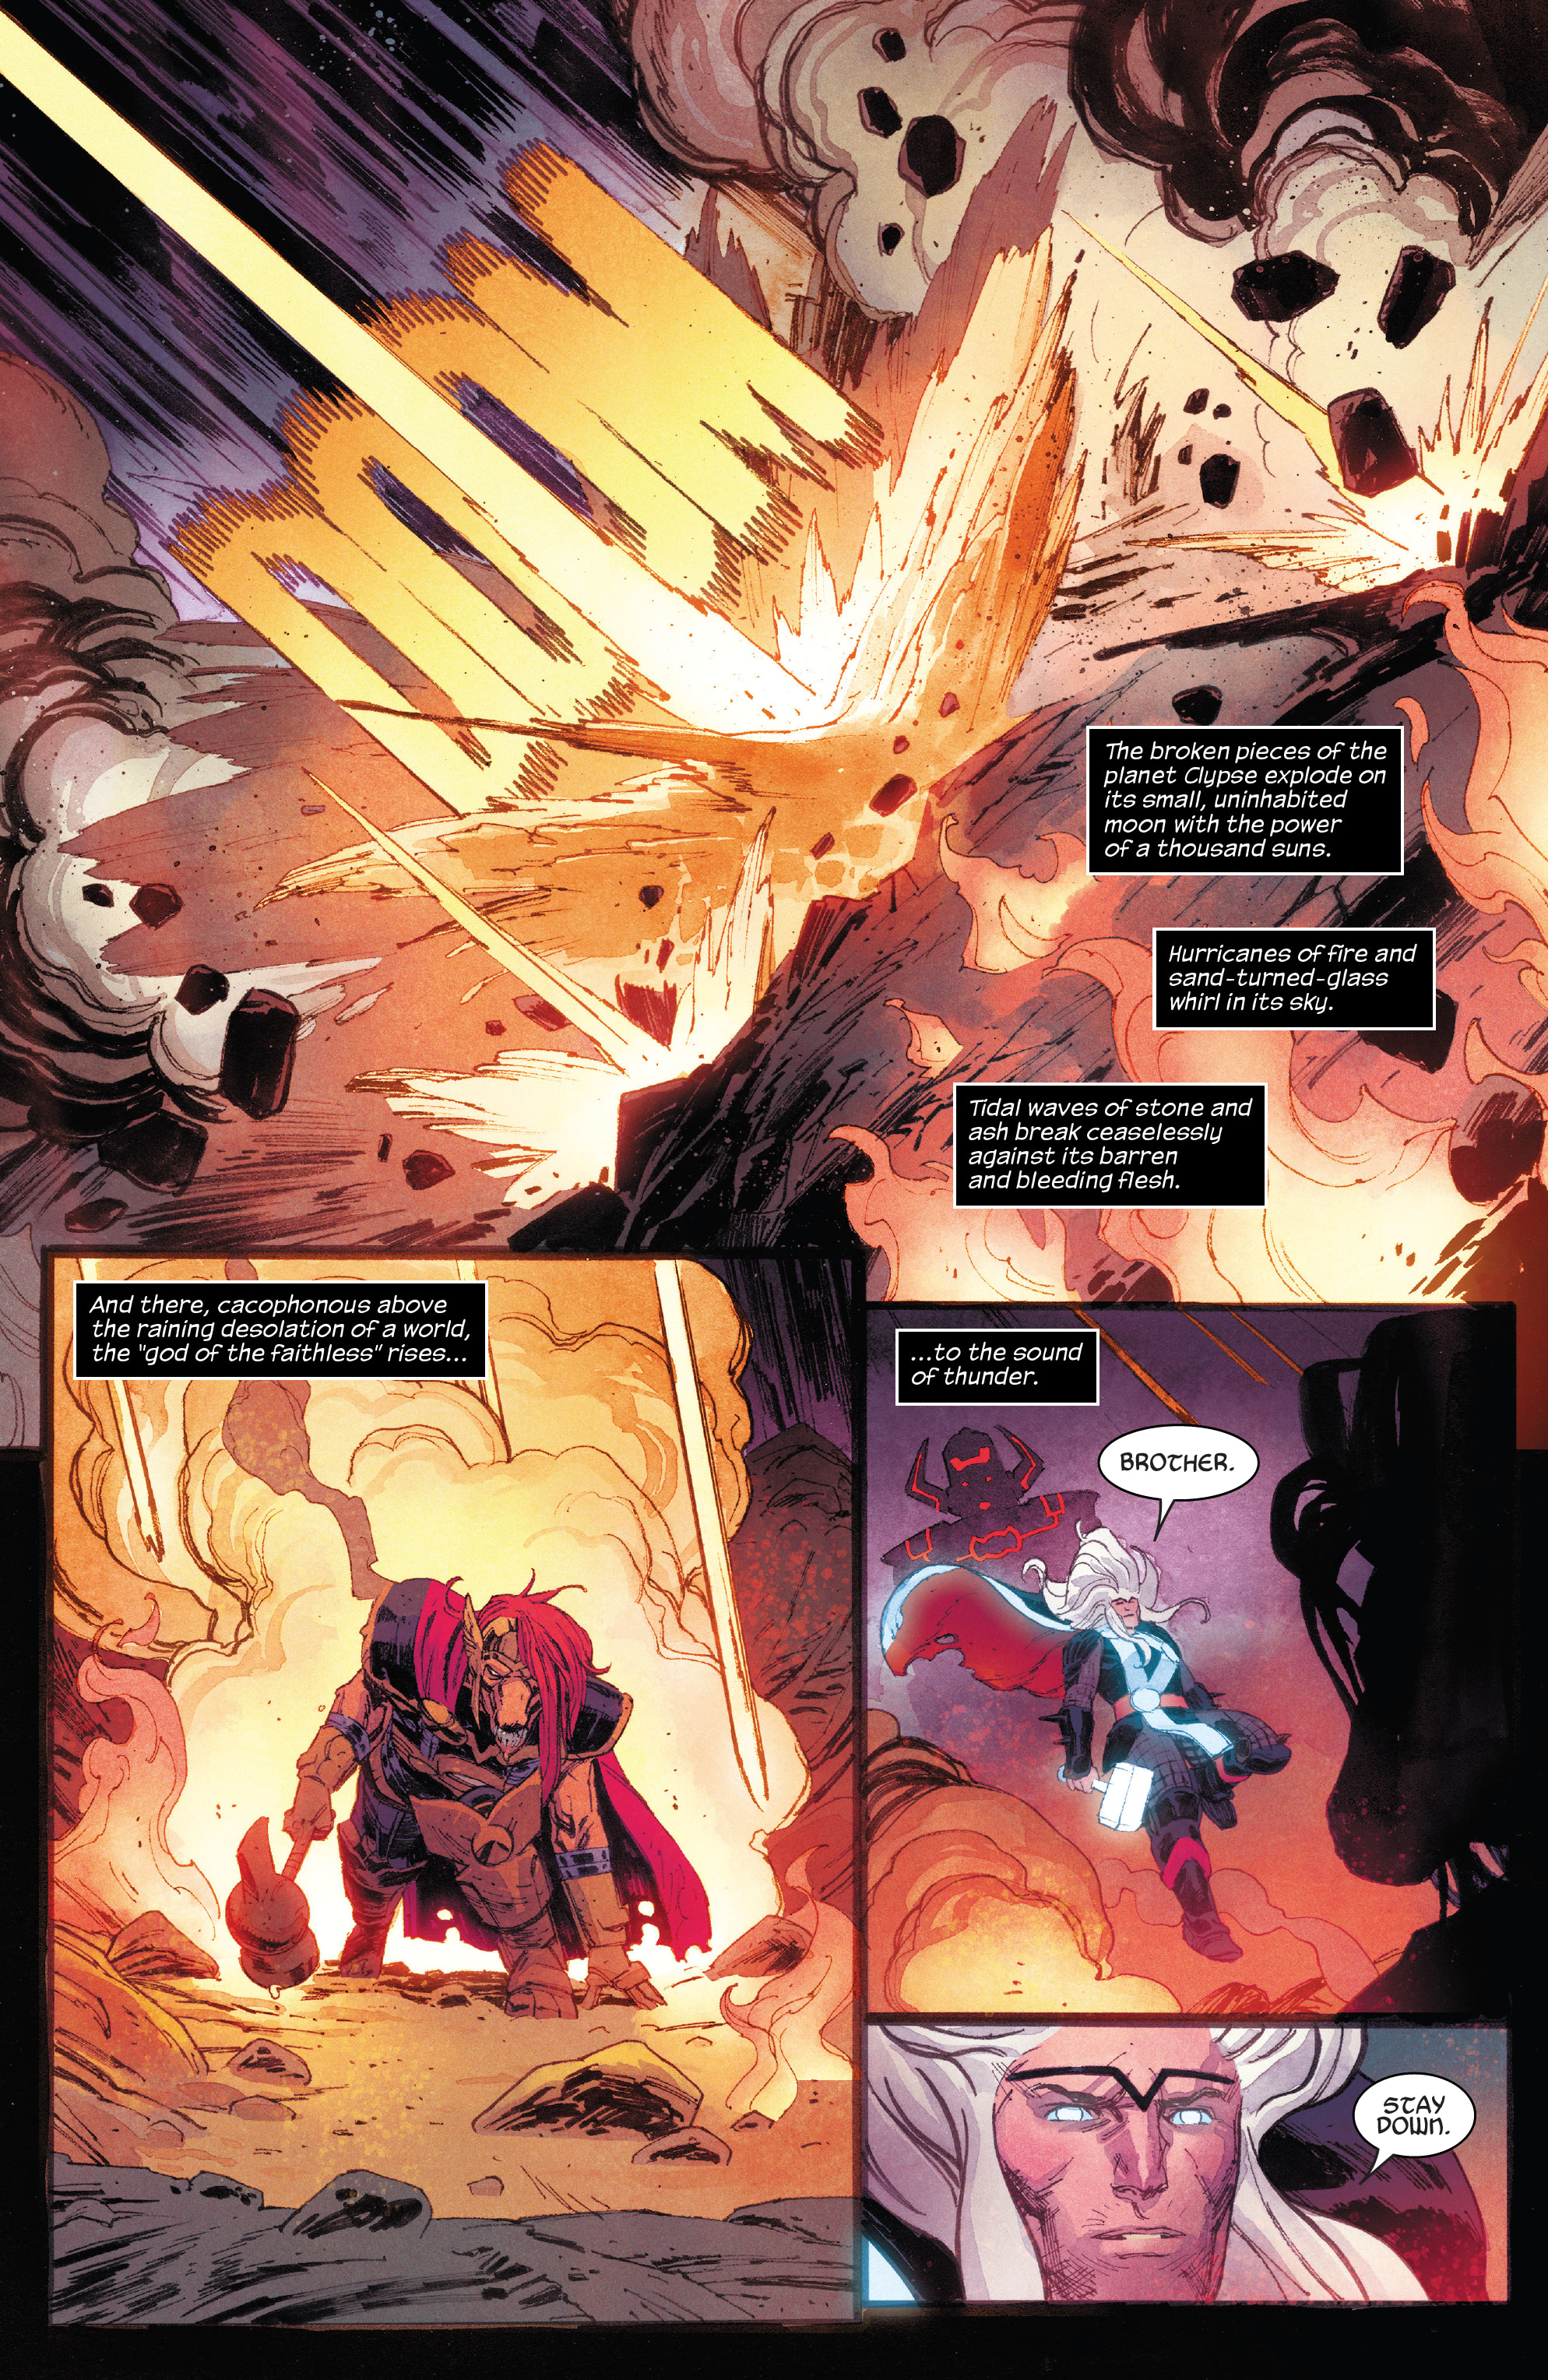 BOOM
The broken pieces of the
planet Clypse explode on
its small, uninhabited
moon with the power
of a thousand suns.
Hurricanes of fire and
sand-turned-glass
whirl in its sky.
Tidal waves of stone and
ash break ceaselessly
against its barren
and bleeding flesh.
And there, cacophonous above
the raining desolation of a world,
the "god of the faithless" rises...
...to the sound
of thunder.
BROTHER.
STAY
DOWN.